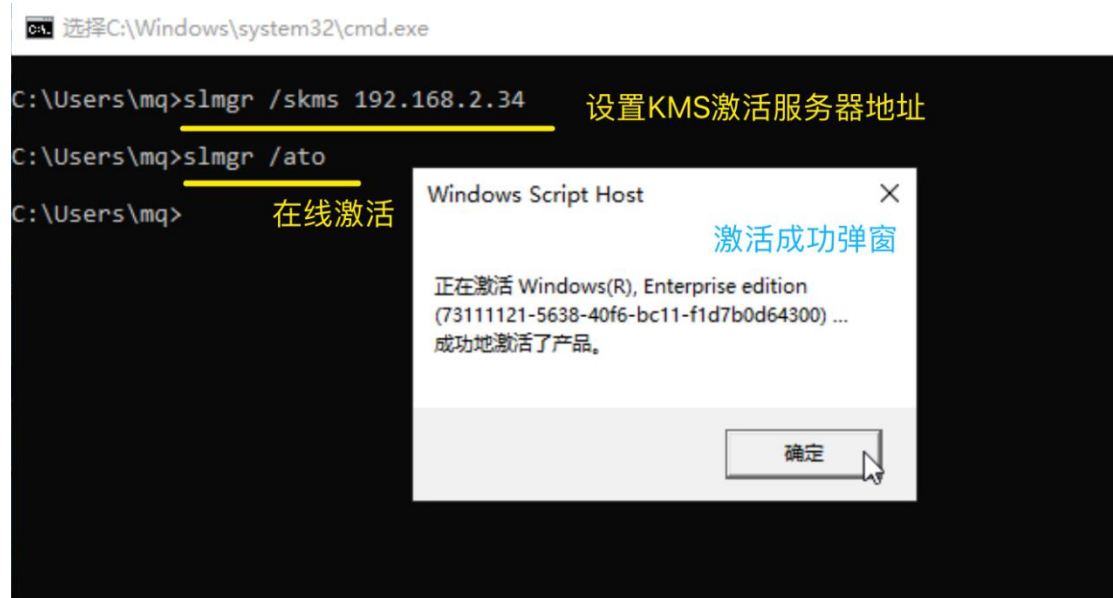 选择C:\Windows\system32\cmd.exe
C:\Users\mq>slmgr /skms 192.168.2.34
设置KMS激活服务器地址
C:\Users\mq>slmgr /ato
在线激活
C:\Users\mq>
Windows Script Host
激活成功弹窗
正在激活 Windows(R), Enterprise edition
(73111121-5638-40f6-bc11-f1d7b0d64300) ...
成功地激活了产品。
确定